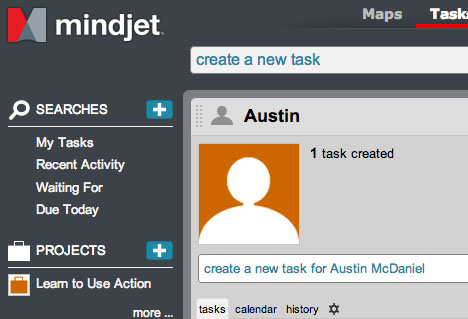 mindjet
Maps Tasks
create a new task
SEARCHES
My Tasks
Recent Activity
Waiting For
Due Today
PROJECTS
Learn to Use Action
more ...
Austin
1 task created
create a new task for Austin McDaniel
tasks calendar history